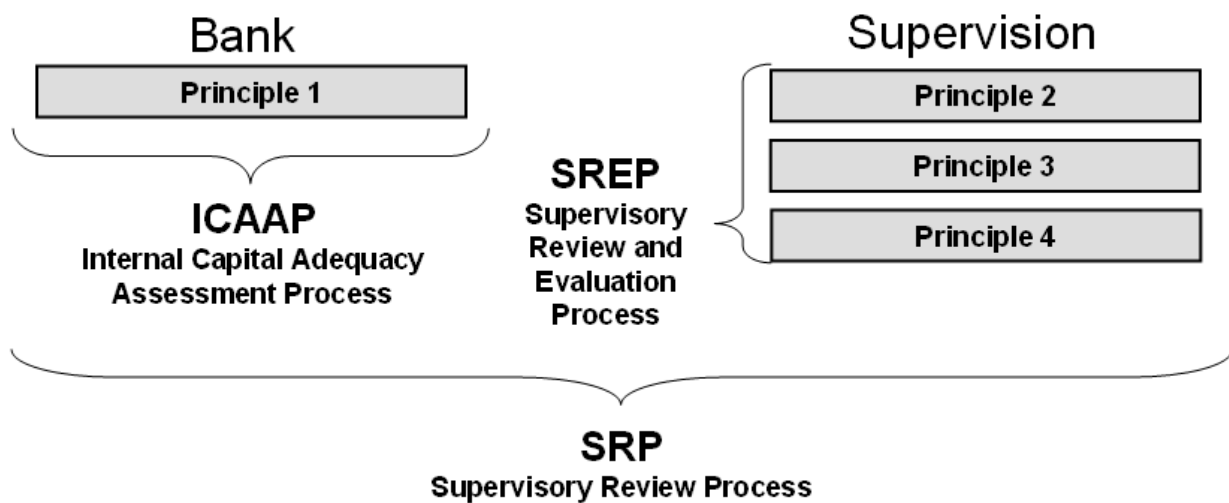 Bank
Principle 1
ICAAP
Internal Capital Adequacy
Assessment Process
Supervision
Principle 2
Principle 3
Principle 4
SREP
Supervisory
Review and
Evaluation
Process
SRP
Supervisory Review Process